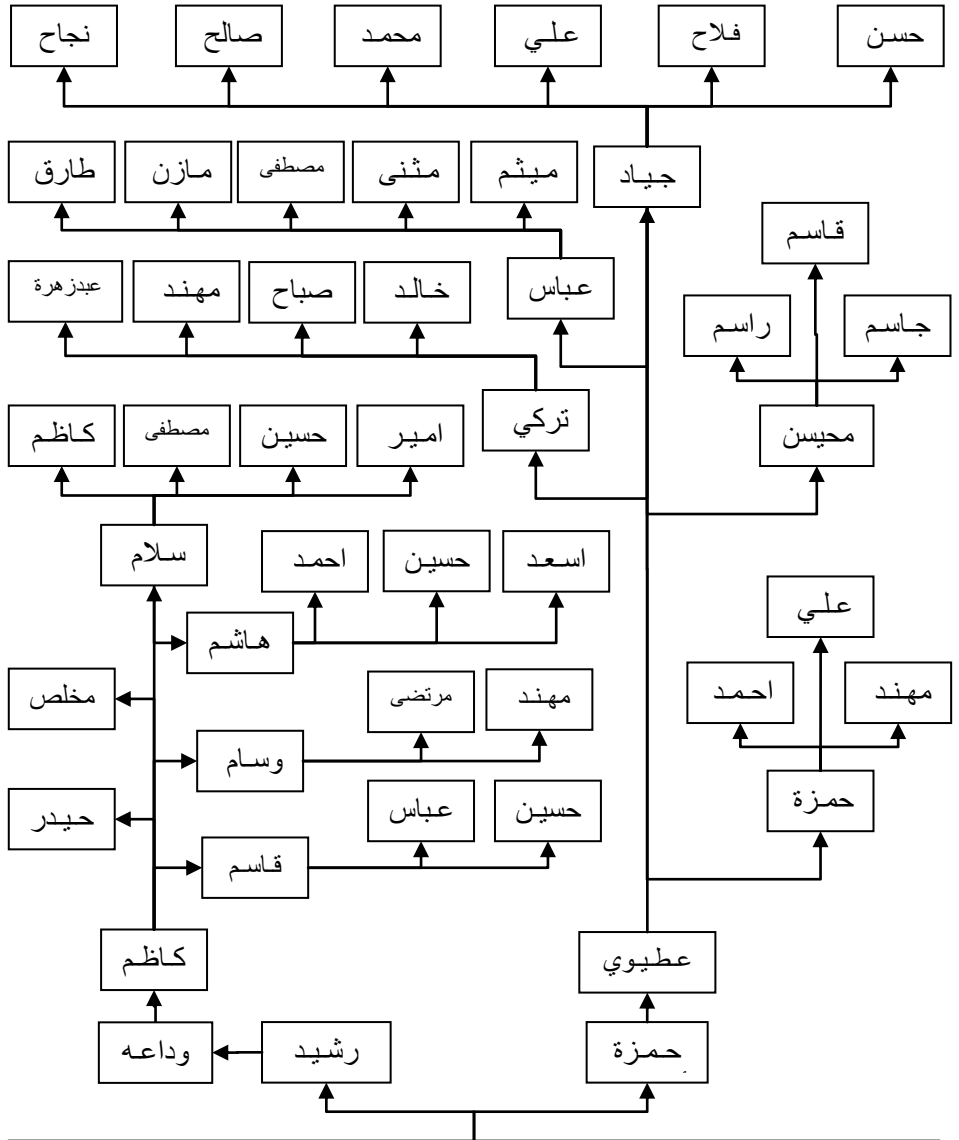 حسن فلاح علي محمد صالح نجاح
جياد
ميثم مثنى مصطفى مازن طارق
قاسم
عباس
خالد صباح مهند عبدزهرة
جاسم راسم
تركي
محيسن
امير حسين مصطفى كاظم
سلام
اسعد حسين احمد
علي
هاشم
مهند احمد
مهند مرتضى
مخلص
وسام
حمزة
حسين عباس
حيدر
قاسم
عطيوي
كاظم
حمزة رشيد وداعه